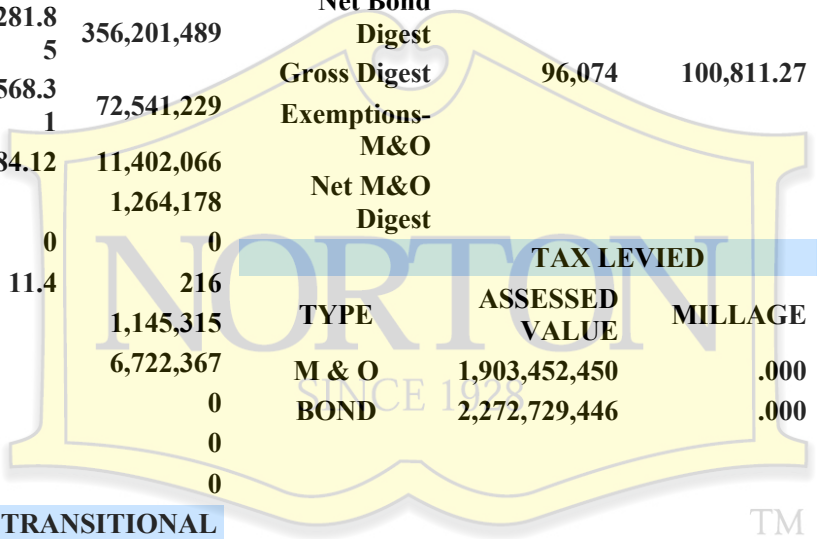 281.8
5 356,201,489
568.3
1 72,541,229
34.12 11,402,066
1,264,178
0 0
11.4 216
1,145,315
6,722,367
0
0
0
TRANSITIONAL
Net Bond
Digest
Gross Digest 96,074 100,811.27
Exemptions-
M&O
Net M&O
Digest
TAX LEVIED
TYPE ASSESSED VALUE MILLAGE
M & O 1,903,452,450 .000
BOND 2,272,729,446 .000
NORTON
SINCE 1928
TM